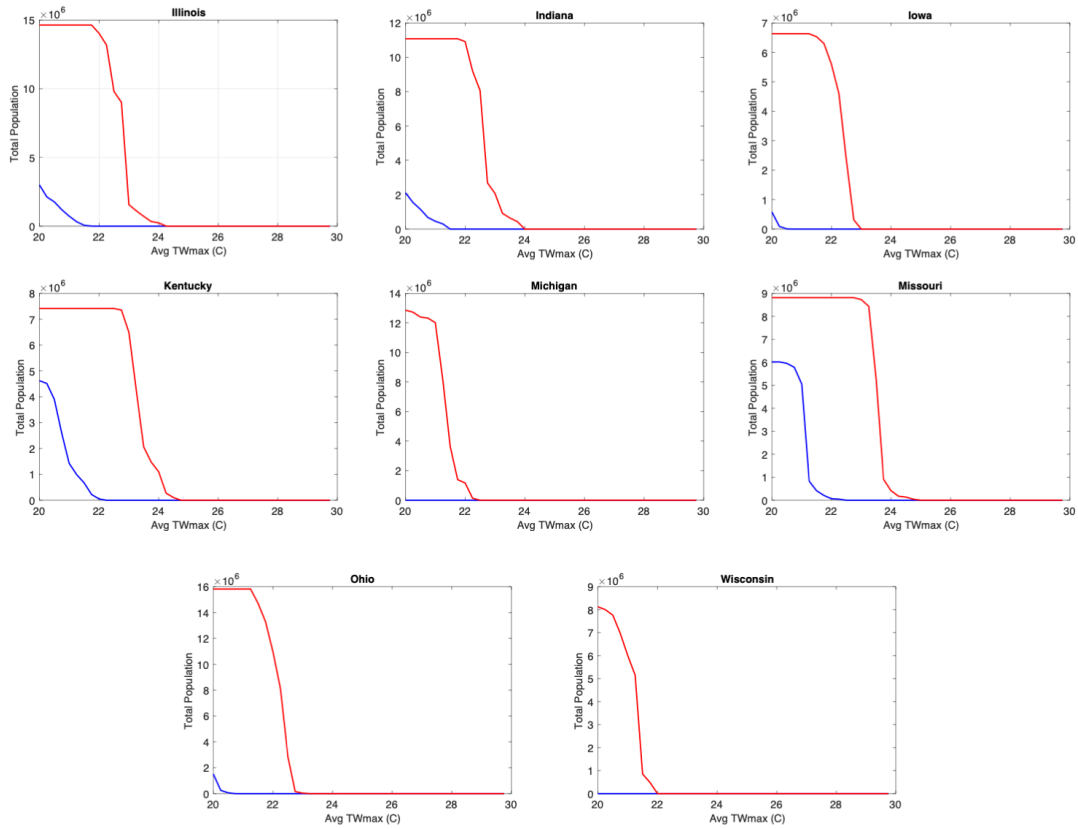 Illinois
×10^6
15
10
5
0
20 22 24 26 28 30
Total Population
Avg TWmax (C)
Indiana
×10^6
12
10
8
6
4
2
0
20 22 24 26 28 30
Total Population
Avg TWmax (C)
Iowa
×10^6
7
6
5
4
3
2
1
0
20 22 24 26 28 30
Total Population
Avg TWmax (C)
Kentucky
×10^6
8
7
6
5
4
3
2
1
0
20 22 24 26 28 30
Total Population
Avg TWmax (C)
Michigan
×10^6
14
12
10
8
6
4
2
0
20 22 24 26 28 30
Total Population
Avg TWmax (C)
Missouri
×10^6
9
8
7
6
5
4
3
2
1
0
20 22 24 26 28 30
Total Population
Avg TWmax (C)
Ohio
×10^6
16
14
12
10
8
6
4
2
0
20 22 24 26 28 30
Total Population
Avg TWmax (C)
Wisconsin
×10^6
9
8
7
6
5
4
3
2
1
0
20 22 24 26 28 30
Total Population
Avg TWmax (C)